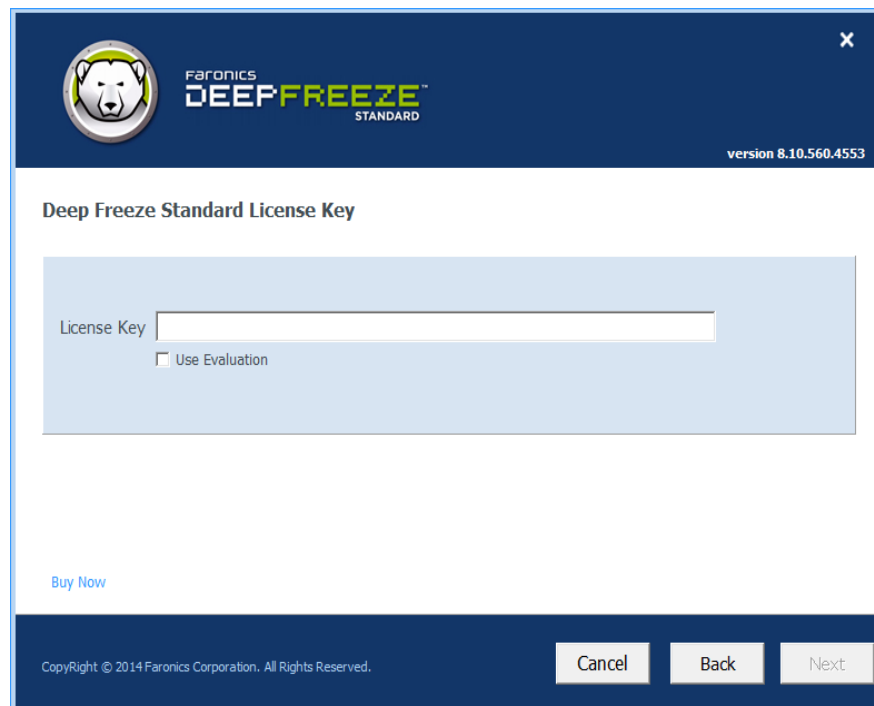 Faronics
DEEPFREEZE™
STANDARD
version 8.10.560.4553
Deep Freeze Standard License Key
License Key
Use Evaluation
Buy Now
CopyRight © 2014 Faronics Corporation. All Rights Reserved.
Cancel
Back
Next